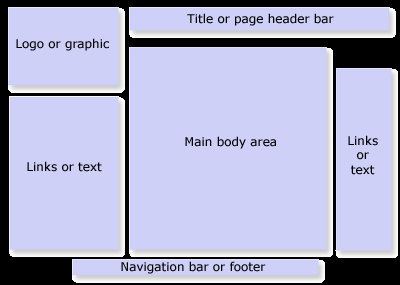 Title or page header bar
Logo or graphic
Main body area
Links or text
Links
or
text
Navigation bar or footer